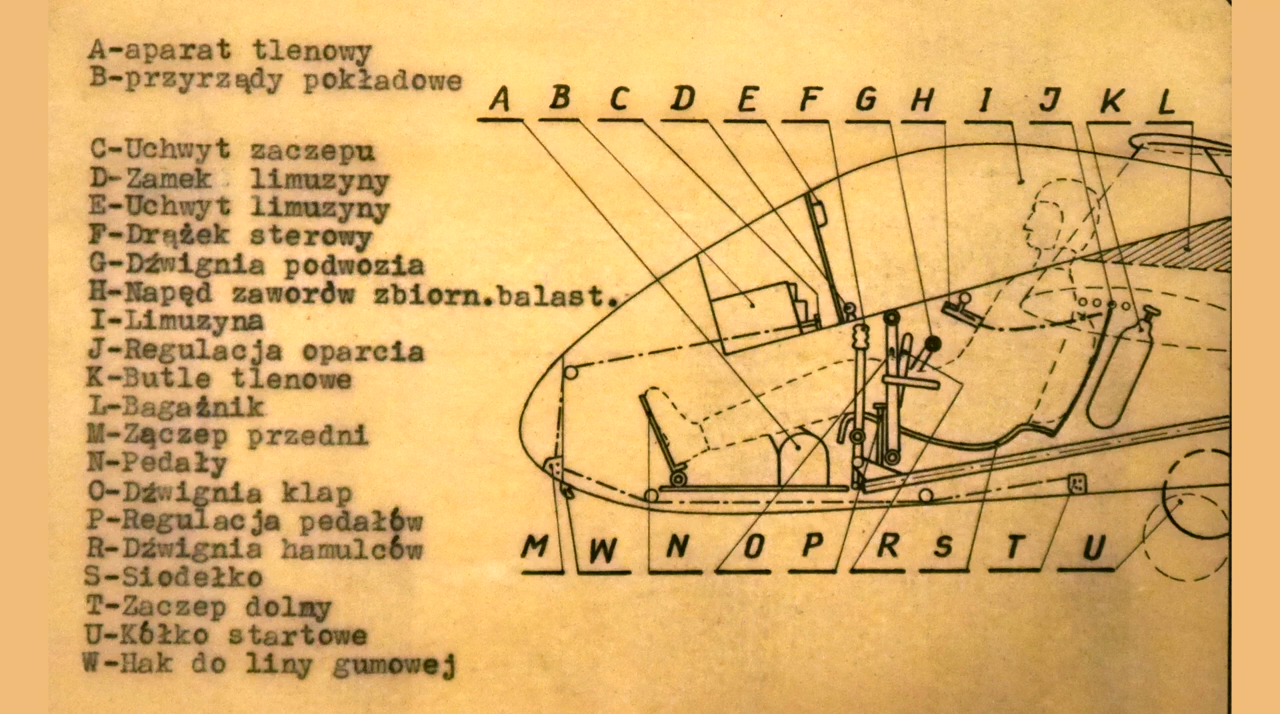 A-aparat tlenowy
B-przyrządy pokładowe
C-Uchwyt zaczepu
D-Zamek limuzyny
E-Uchwyt limuzyny
F-Drążek sterowy
G-Dźwignia podwozia
H-Napęd zaworów zbiorn.balast.
I-Limuzyna
J-Regulacja oparcia
K-Butle tlenowe
L-Bagażnik
M-Zączep przedni
N-Pedały
O-Dźwignia klap
P-Regulacja pedałów
R-Dźwignia hamulców
S-Siodełko
T-Zaczep dolny
U-Kółko startowe
W-Hak do liny gumowej
A B C D E F G H I J K L
M W N O P R S T U